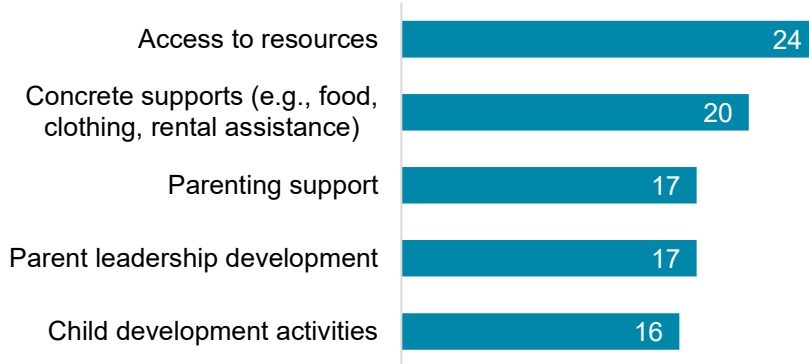 Access to resources
24
Concrete supports (e.g., food,
clothing, rental assistance)
20
Parenting support
17
Parent leadership development
17
Child development activities
16